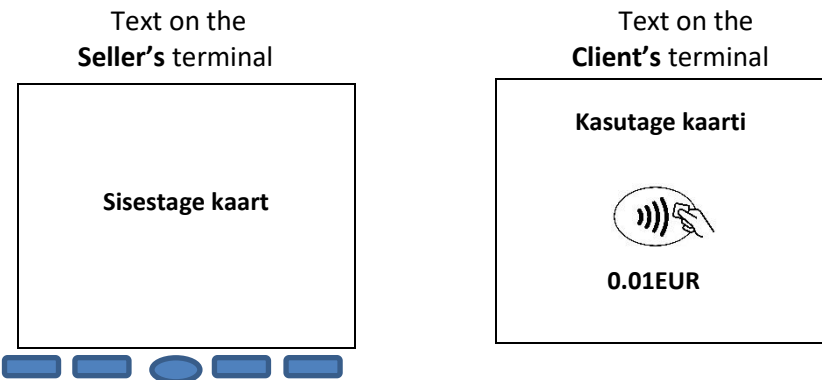 Text on the
Seller's terminal
Sisestage kaart
Text on the
Client's terminal
Kasutage kaarti
0.01EUR